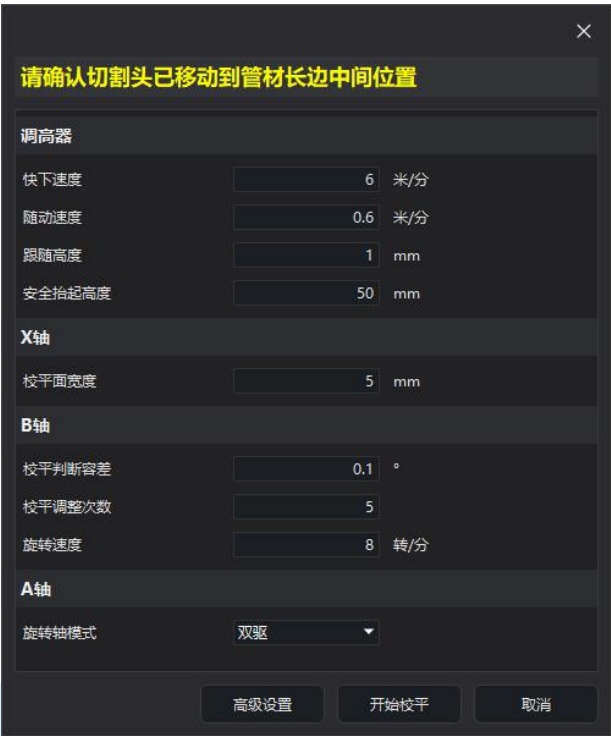 请确认切割头已移动到管材长边中间位置
调高器
快下速度 6 米/分
随动速度 0.6 米/分
跟随高度 1 mm
安全抬起高度 50 mm
X轴
校平面宽度 5 mm
B轴
校平判断容差 0.1 °
校平调整次数 5
旋转速度 8 转/分
A轴
旋转轴模式 双驱
高级设置 开始校平 取消